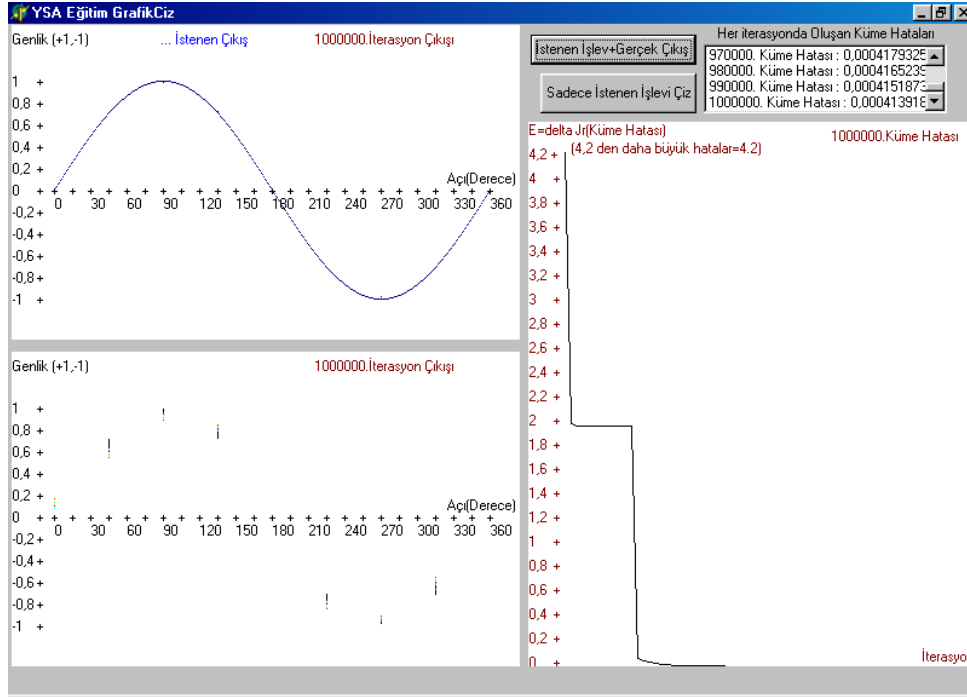 YSA Eğitim GrafikCiz
Genlik (+1,-1) ... İstenen Çıkış 1000000.İterasyon Çıkışı
1 +
0,8 +
0,6 +
0,4 +
0,2 +
Açı(Derece)
0 + + + + + + + + + + + + +
0 30 60 90 120 150 180 210 240 270 300 330 360
-0,2 +
-0,4 +
-0,6 +
-0,8 +
-1 +
Genlik (+1,-1) 1000000.İterasyon Çıkışı
1 +
0,8 +
0,6 +
0,4 +
0,2 +
Açı(Derece)
0 + + + + + + + + + + + + +
0 30 60 90 120 150 180 210 240 270 300 330 360
-0,2 +
-0,4 +
-0,6 +
-0,8 +
-1 +
İstenen İşlev+Gerçek Çıkış
Sadece İstenen İşlevi Çiz
Her iterasyonda Oluşan Küme Hataları
970000. Küme Hatası : 0,0004179325
980000. Küme Hatası : 0,0004165239
990000. Küme Hatası : 0,0004151873
1000000. Küme Hatası : 0,000413918
E=delta Jr(Küme Hatası) 1000000.Küme Hatası
(4,2 den daha büyük hatalar=4.2)
4,2 +
4 +
3,8 +
3,6 +
3,4 +
3,2 +
3 +
2,8 +
2,6 +
2,4 +
2,2 +
2 +
1,8 +
1,6 +
1,4 +
1,2 +
1 +
0,8 +
0,6 +
0,4 +
0,2 +
0 +
İterasyo